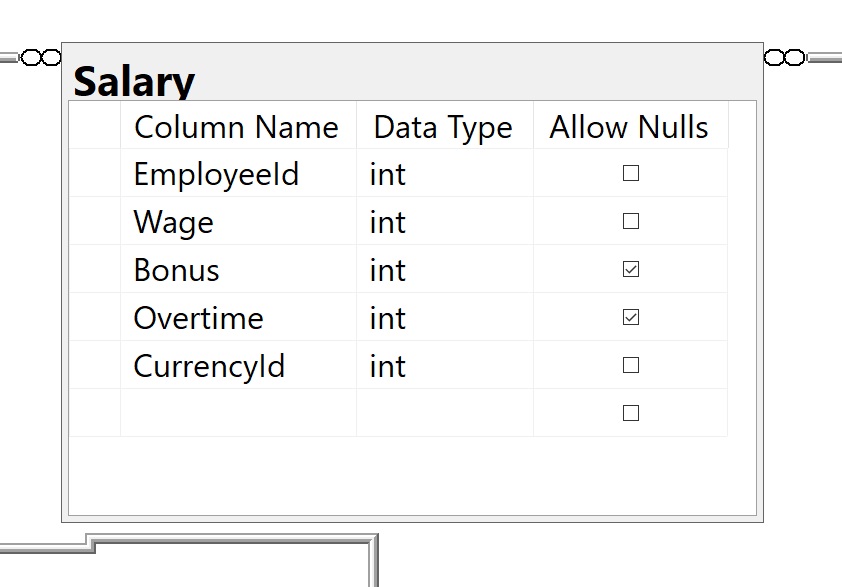 Salary
Column Name Data Type Allow Nulls
EmployeeId int
Wage int
Bonus int
Overtime int
CurrencyId int